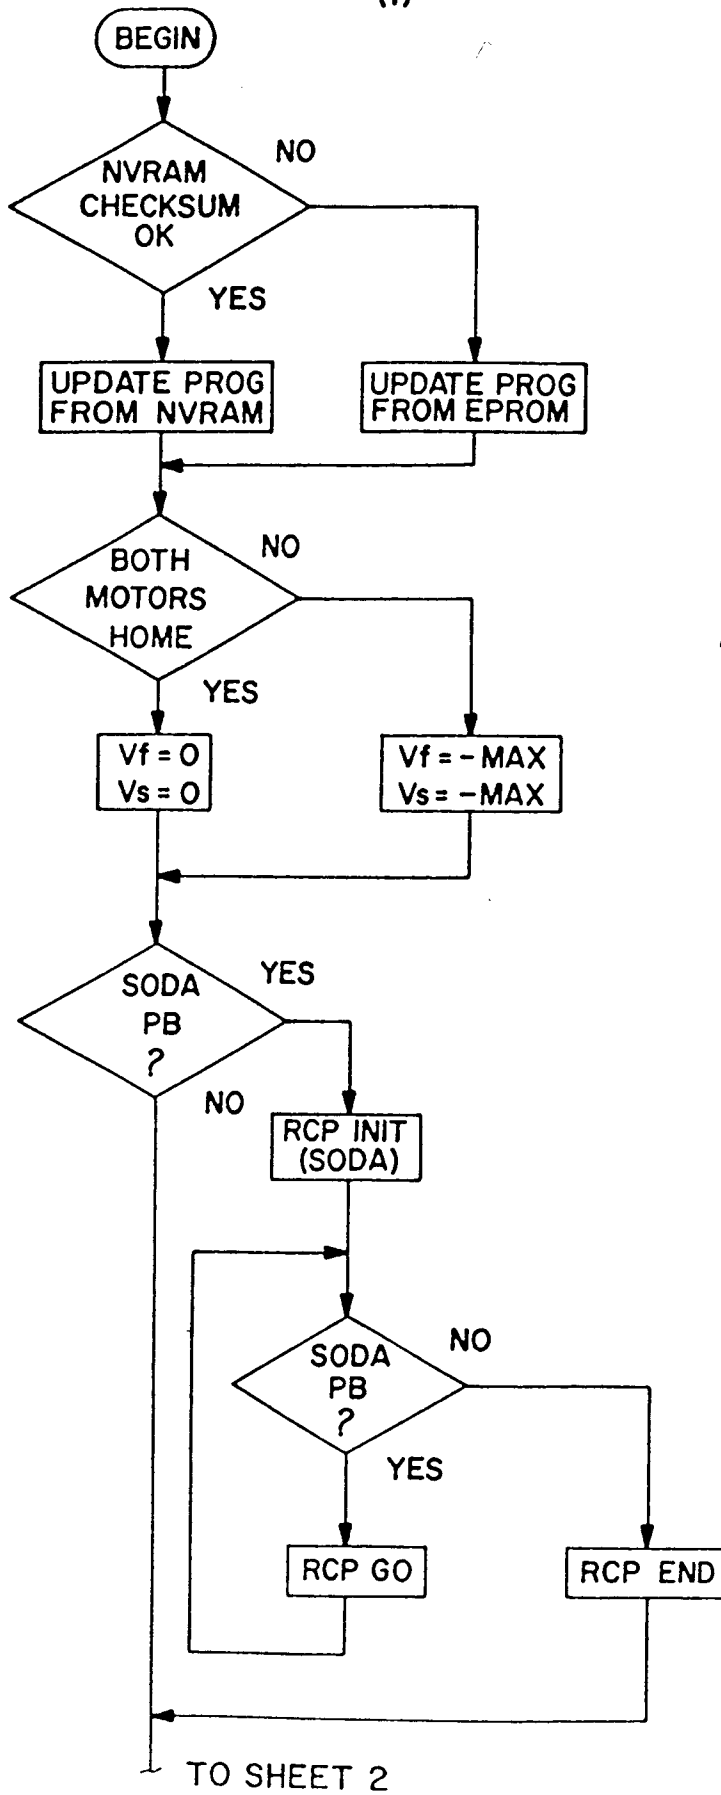 BEGIN
NVRAM
CHECKSUM
OK
NO
YES
UPDATE PROG
FROM NVRAM
UPDATE PROG
FROM EPROM
BOTH
MOTORS
HOME
NO
YES
Vf = 0
Vs = 0
Vf = -MAX
Vs = -MAX
SODA
PB
?
YES
NO
RCP INIT
(SODA)
SODA
PB
?
NO
YES
RCP GO
RCP END
TO SHEET 2